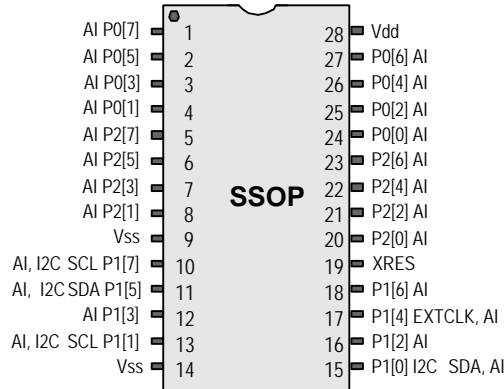 AI P0[7] 1 28 Vdd
AI P0[5] 2 27 P0[6] AI
AI P0[3] 3 26 P0[4] AI
AI P0[1] 4 25 P0[2] AI
AI P2[7] 5 24 P0[0] AI
AI P2[5] 6 23 P2[6] AI
AI P2[3] 7 SSOP 22 P2[4] AI
AI P2[1] 8 21 P2[2] AI
Vss 9 20 P2[0] AI
AI, I2C SCL P1[7] 10 19 XRES
AI, I2C SDA P1[5] 11 18 P1[6] AI
AI P1[3] 12 17 P1[4] EXTCLK, AI
AI, I2C SCL P1[1] 13 16 P1[2] AI
Vss 14 15 P1[0] I2C SDA, AI